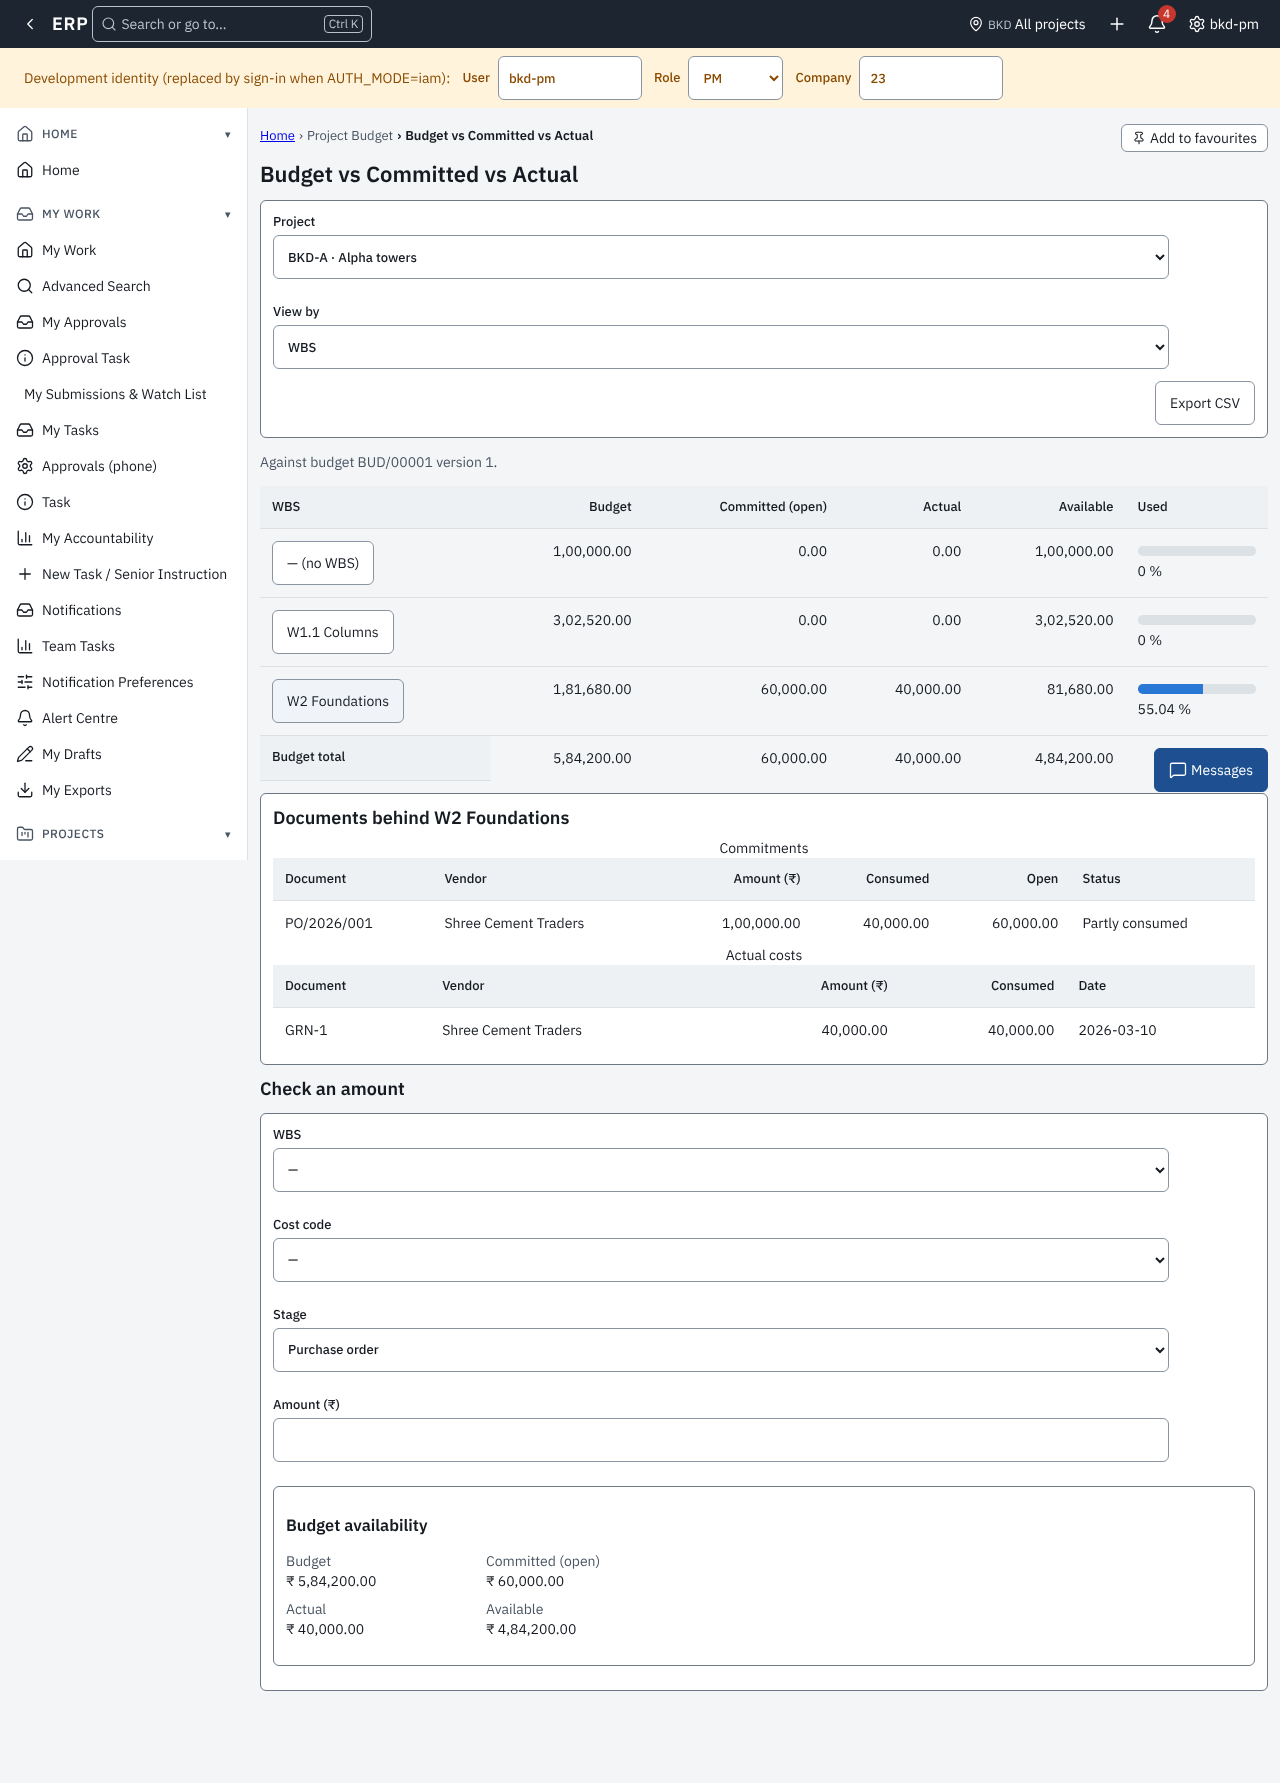 ERP Search or go to... Ctrl K BKD All projects 4 bkd-pm
Development identity (replaced by sign-in when AUTH_MODE=iam): User bkd-pm Role PM Company 23
HOME
Home
MY WORK
My Work
Advanced Search
My Approvals
Approval Task
My Submissions & Watch List
My Tasks
Approvals (phone)
Task
My Accountability
New Task / Senior Instruction
Notifications
Team Tasks
Notification Preferences
Alert Centre
My Drafts
My Exports
PROJECTS
Home › Project Budget › Budget vs Committed vs Actual
Add to favourites
Budget vs Committed vs Actual
Project
BKD-A · Alpha towers
View by
WBS
Export CSV
Against budget BUD/00001 version 1.
WBS Budget Committed (open) Actual Available Used
— (no WBS) 1,00,000.00 0.00 0.00 1,00,000.00 0 %
W1.1 Columns 3,02,520.00 0.00 0.00 3,02,520.00 0 %
W2 Foundations 1,81,680.00 60,000.00 40,000.00 81,680.00 55.04 %
Budget total 5,84,200.00 60,000.00 40,000.00 4,84,200.00
Messages
Documents behind W2 Foundations
Commitments
Document Vendor Amount (₹) Consumed Open Status
PO/2026/001 Shree Cement Traders 1,00,000.00 40,000.00 60,000.00 Partly consumed
Actual costs
Document Vendor Amount (₹) Consumed Date
GRN-1 Shree Cement Traders 40,000.00 40,000.00 2026-03-10
Check an amount
WBS
—
Cost code
—
Stage
Purchase order
Amount (₹)
Budget availability
Budget Committed (open)
₹ 5,84,200.00 ₹ 60,000.00
Actual Available
₹ 40,000.00 ₹ 4,84,200.00